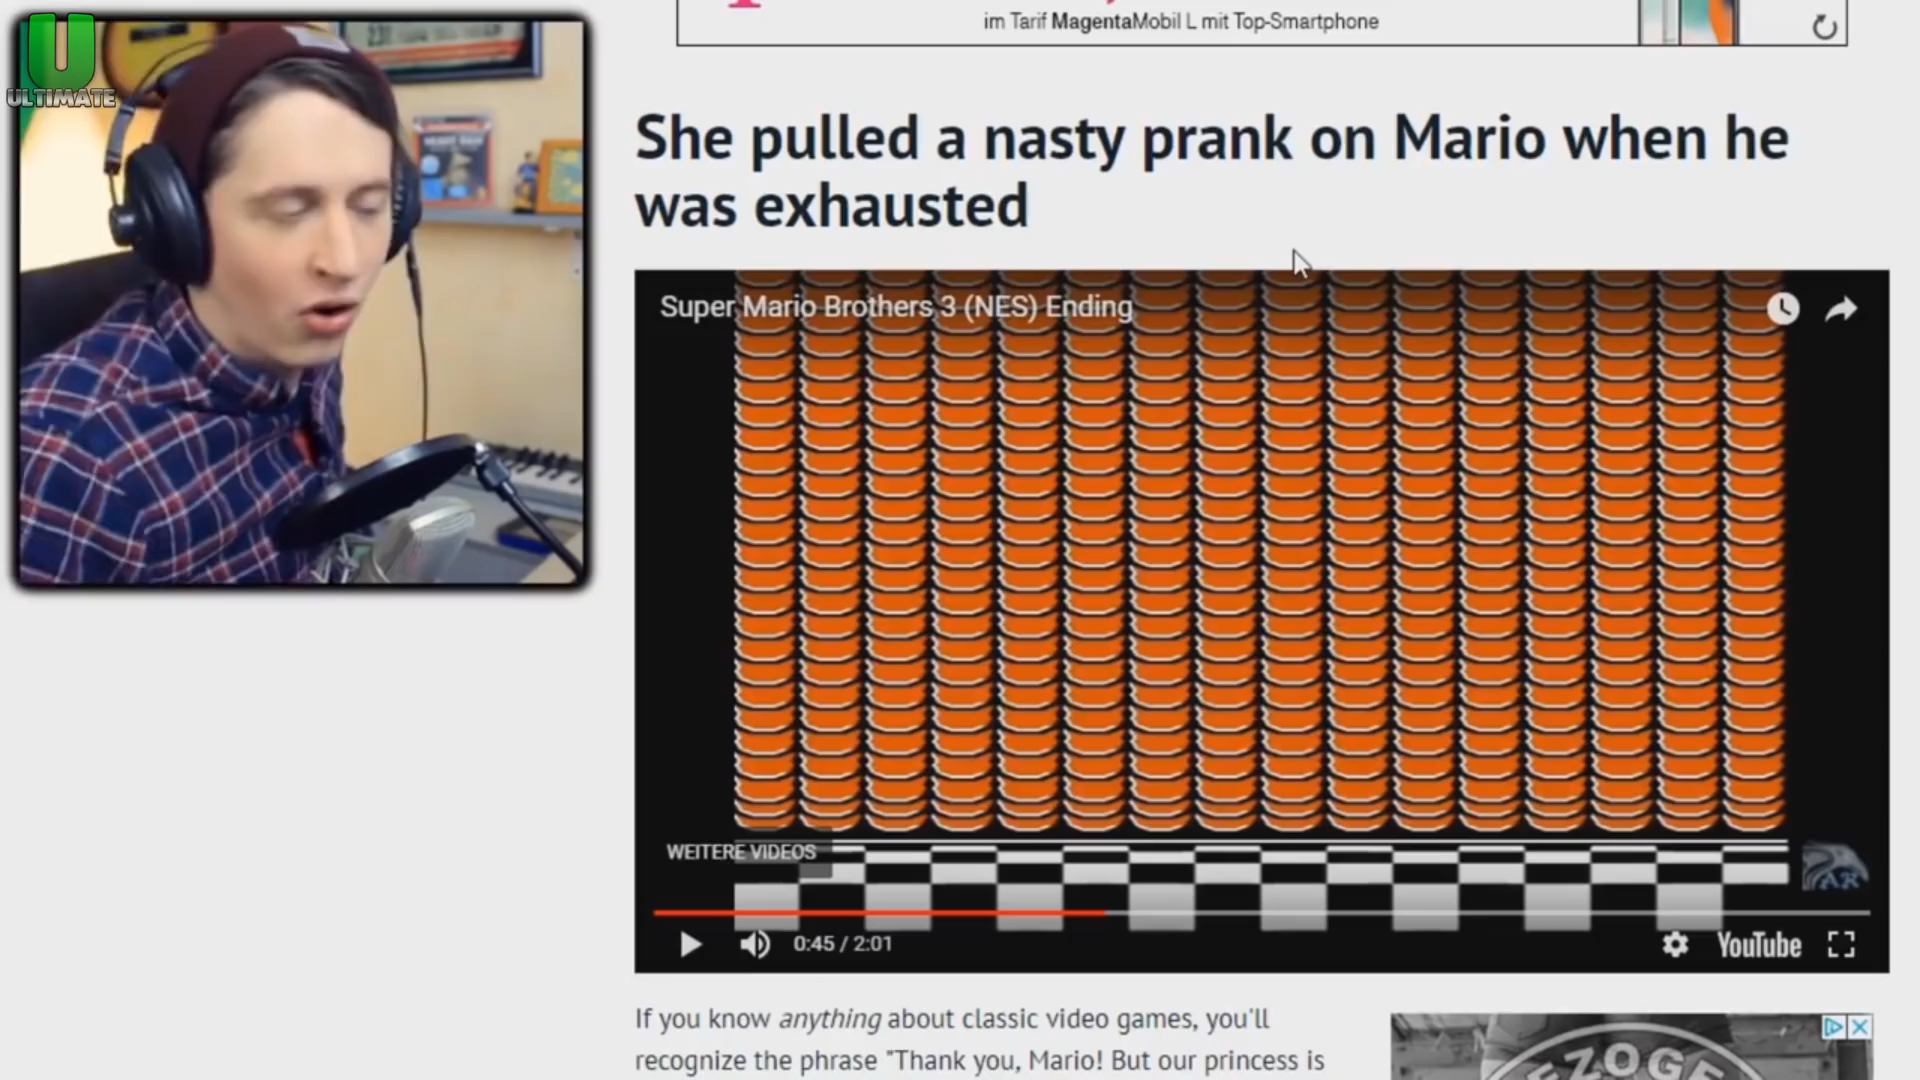 U
ULTIMATE
im Tarif MagentaMobil L mit Top-Smartphone
She pulled a nasty prank on Mario when he
was exhausted
Super Mario Brothers 3 (NES) Ending
WEITERE VIDEOS
AR
0:45 / 2:01
YouTube
If you know anything about classic video games, you'll
recognize the phrase "Thank you, Mario! But our princess is
EZOGE